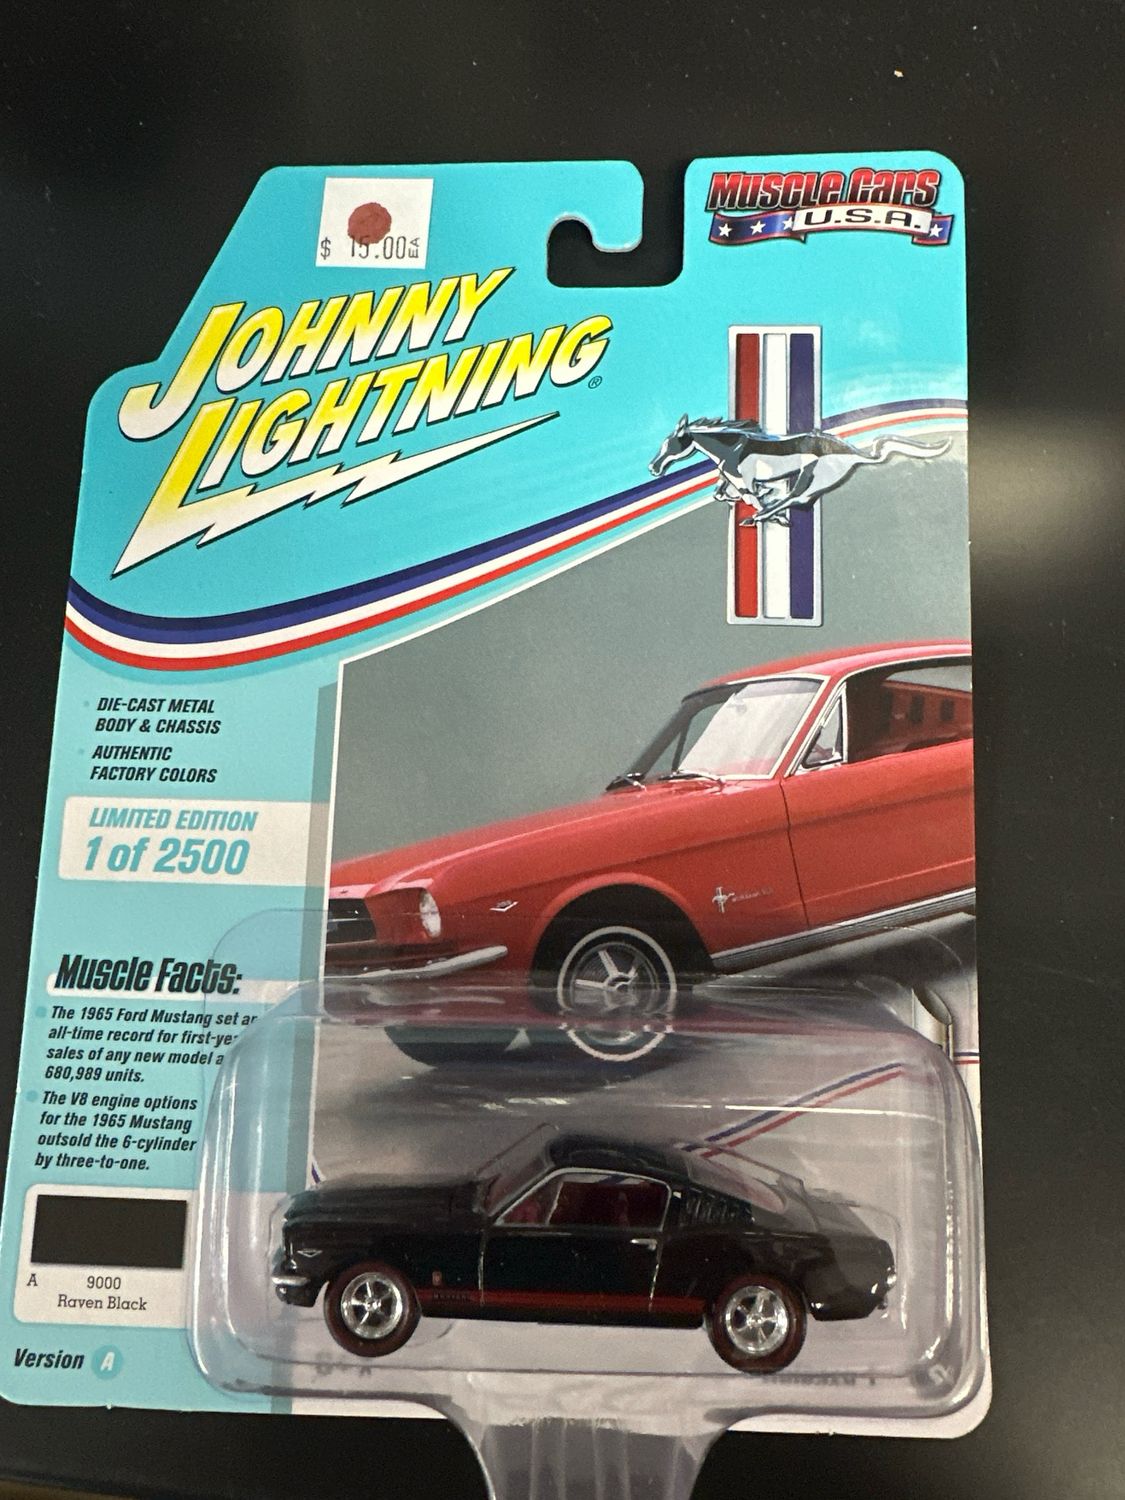 $ 15.00 EA
Muscle Cars
U.S.A.
JOHNNY
LIGHTNING®
DIE-CAST METAL
BODY & CHASSIS
AUTHENTIC
FACTORY COLORS
LIMITED EDITION
1 of 2500
Muscle Facts:
The 1965 Ford Mustang set an
all-time record for first-year
sales of any new model a
680,989 units.
The V8 engine options
for the 1965 Mustang
outsold the 6-cylinder
by three-to-one.
A
9000
Raven Black
Version A